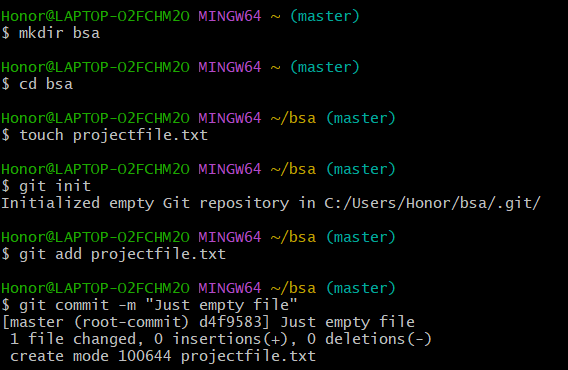 Honor@LAPTOP-O2FCHM2O MINGW64 ~ (master)
$ mkdir bsa
Honor@LAPTOP-O2FCHM2O MINGW64 ~ (master)
$ cd bsa
Honor@LAPTOP-O2FCHM2O MINGW64 ~/bsa (master)
$ touch projectfile.txt
Honor@LAPTOP-O2FCHM2O MINGW64 ~/bsa (master)
$ git init
Initialized empty Git repository in C:/Users/Honor/bsa/.git/
Honor@LAPTOP-O2FCHM2O MINGW64 ~/bsa (master)
$ git add projectfile.txt
Honor@LAPTOP-O2FCHM2O MINGW64 ~/bsa (master)
$ git commit -m "Just empty file"
[master (root-commit) d4f9583] Just empty file
 1 file changed, 0 insertions(+), 0 deletions(-)
 create mode 100644 projectfile.txt